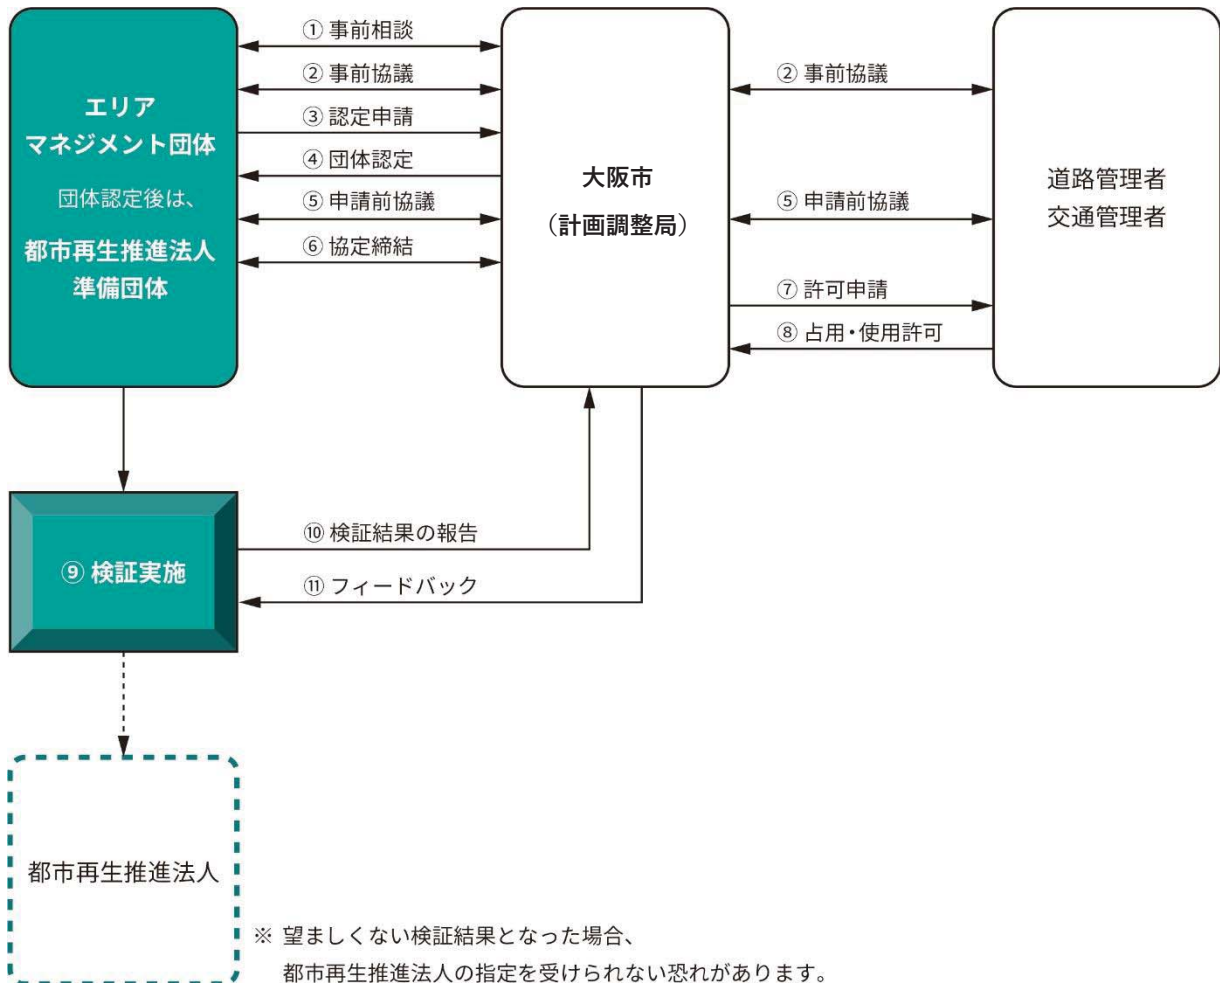 エリア
マネジメント団体
団体認定後は、
都市再生推進法人
準備団体
① 事前相談
② 事前協議
③ 認定申請
④ 団体認定
⑤ 申請前協議
⑥ 協定締結
大阪市
（計画調整局）
② 事前協議
⑤ 申請前協議
⑦ 許可申請
⑧ 占用・使用許可
道路管理者
交通管理者
⑨ 検証実施
⑩ 検証結果の報告
⑪ フィードバック
都市再生推進法人
※ 望ましくない検証結果となった場合、
都市再生推進法人の指定を受けられない恐れがあります。